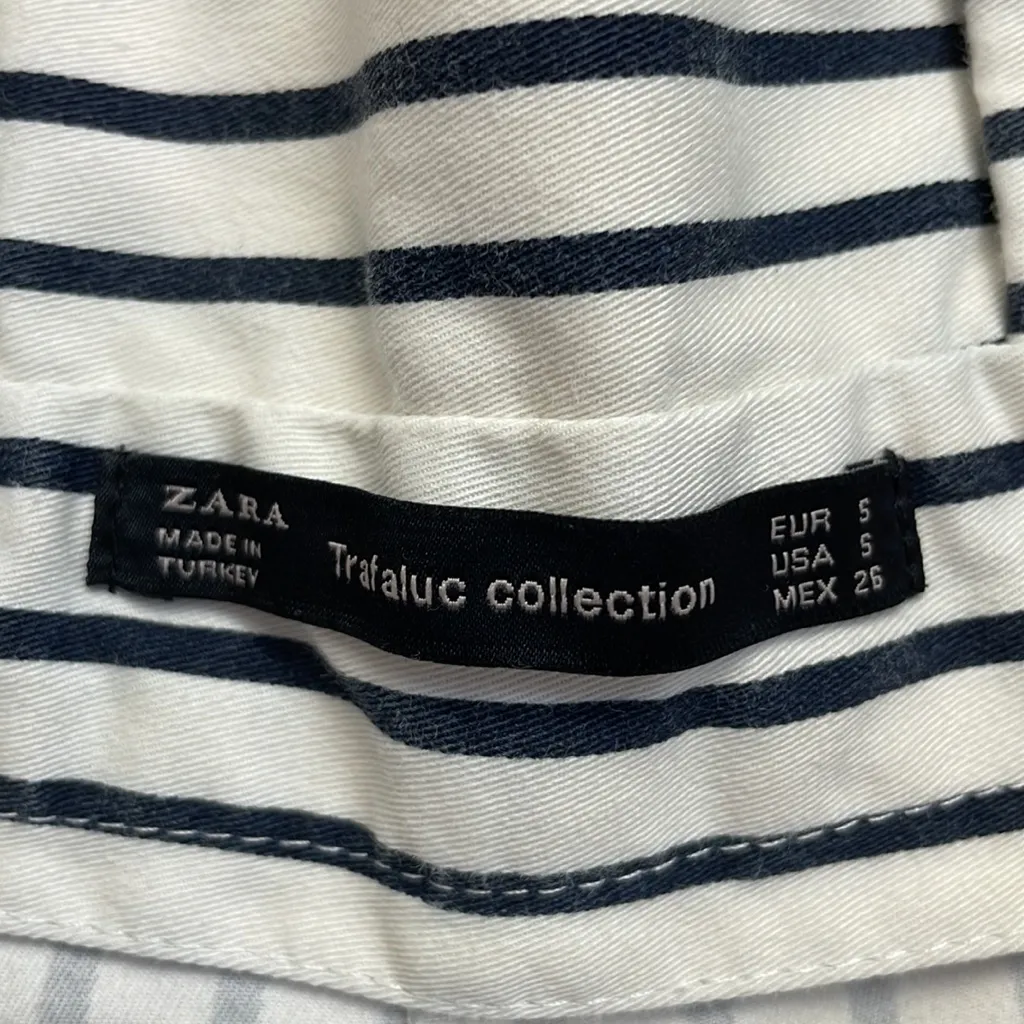 ZARA
MADE IN
TURKEY
Trafaluc collection
EUR S
USA S
MEX 26